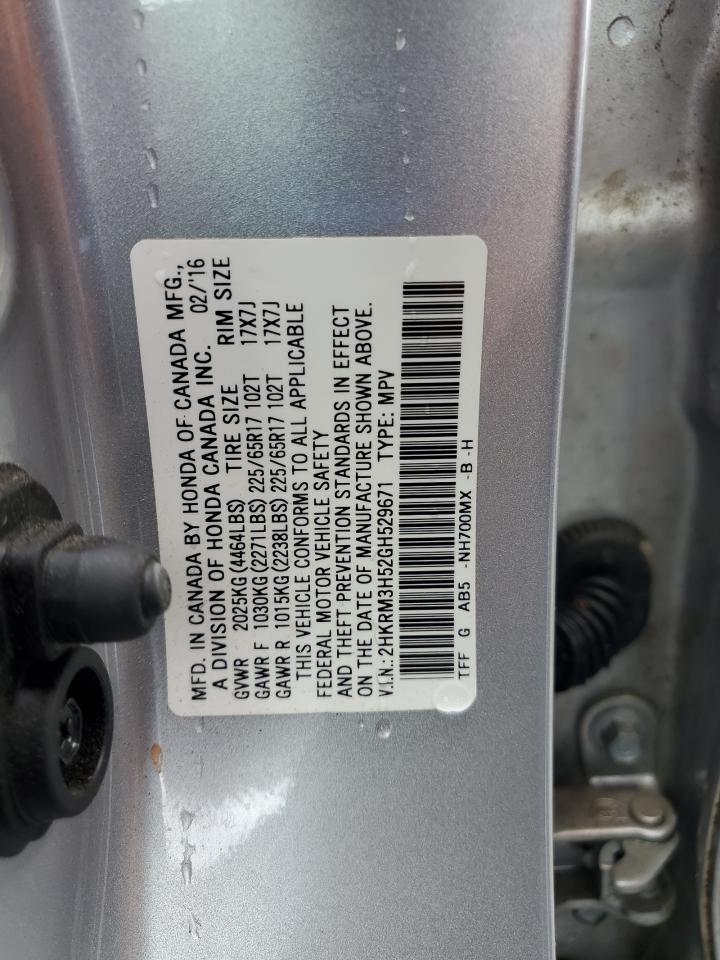 MFD. IN CANADA BY HONDA OF CANADA MFG.,
A DIVISION OF HONDA CANADA INC. 02/'16
GVWR 2025KG(4464LBS) TIRE SIZE RIM SIZE
GAWR F 1030KG(2271LBS) 225/65R17 102T 17X7J
GAWR R 1015KG(2238LBS) 225/65R17 102T 17X7J
THIS VEHICLE CONFORMS TO ALL APPLICABLE
FEDERAL MOTOR VEHICLE SAFETY
AND THEFT PREVENTION STANDARDS IN EFFECT
ON THE DATE OF MANUFACTURE SHOWN ABOVE.
V.I.N.: 2HKRM3H52GH529671 TYPE: MPV
TFF G AB5 -NH700MX -B -H